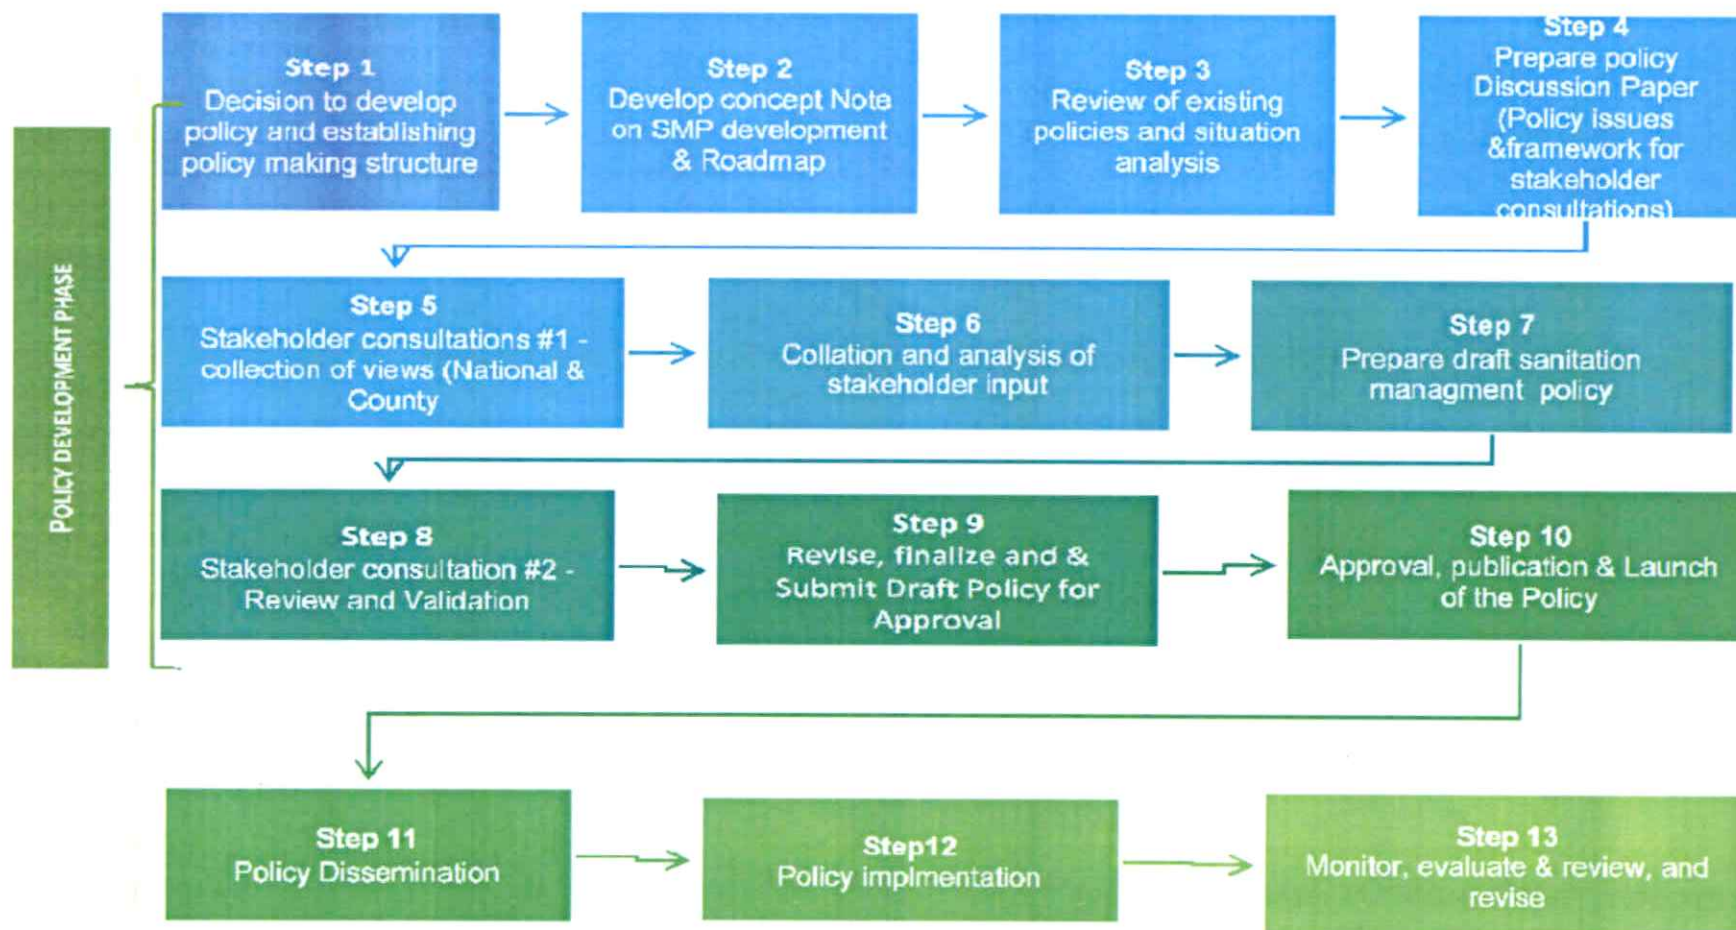 POLICY DEVELOPMENT PHASE
Step 1
Decision to develop
policy and establishing
policy making structure
Step 2
Develop concept Note
on SMP development
& Roadmap
Step 3
Review of existing
policies and situation
analysis
Step 4
Prepare policy
Discussion Paper
(Policy issues
&framework for
stakeholder
consultations)
Step 5
Stakeholder consultations #1 -
collection of views (National &
County
Step 6
Collation and analysis of
stakeholder input
Step 7
Prepare draft sanitation
managment policy
Step 8
Stakeholder consultation #2 -
Review and Validation
Step 9
Revise, finalize and &
Submit Draft Policy for
Approval
Step 10
Approval, publication & Launch
of the Policy
Step 11
Policy Dissemination
Step12
Policy implmentation
Step 13
Monitor, evaluate & review, and
revise